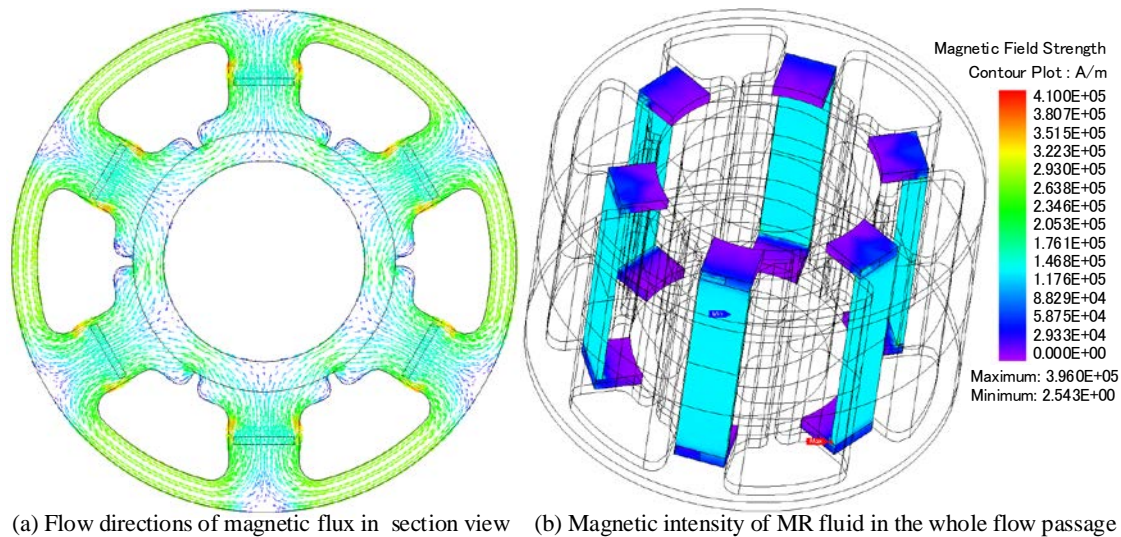 Magnetic Field Strength
Contour Plot : A/m
4.100E+05
3.807E+05
3.515E+05
3.223E+05
2.930E+05
2.638E+05
2.346E+05
2.053E+05
1.761E+05
1.468E+05
1.176E+05
8.829E+04
5.875E+04
2.933E+04
0.000E+00
Maximum: 3.960E+05
Minimum: 2.543E+00
(a) Flow directions of magnetic flux in section view
(b) Magnetic intensity of MR fluid in the whole flow passage